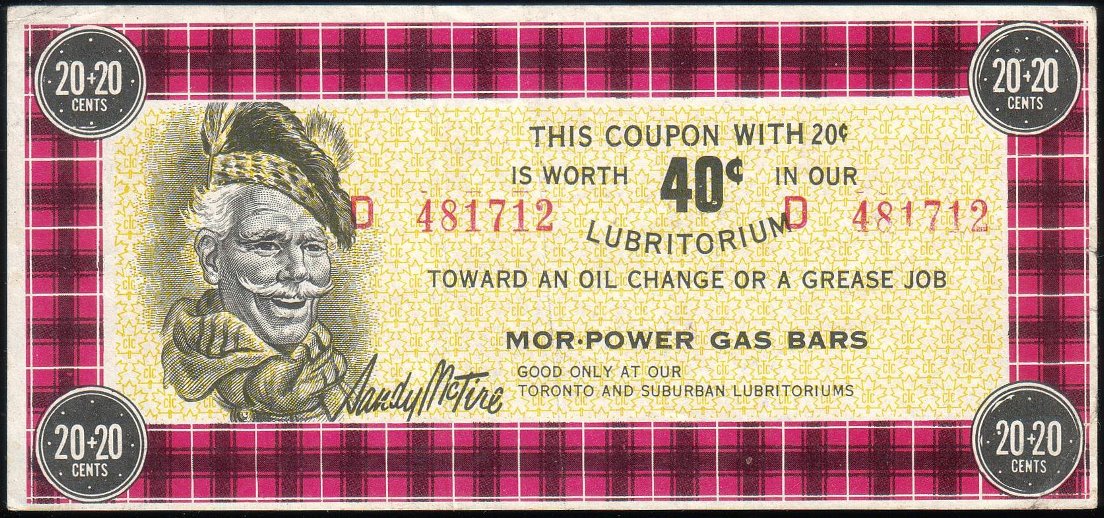 20+20
CENTS
20+20
CENTS
THIS COUPON WITH 20¢
IS WORTH 40¢ IN OUR
D 481712
D 481712
LUBRITORIUM
TOWARD AN OIL CHANGE OR A GREASE JOB
MOR·POWER GAS BARS
GOOD ONLY AT OUR
TORONTO AND SUBURBAN LUBRITORIUMS
Sandy McTire
20+20
CENTS
20+20
CENTS